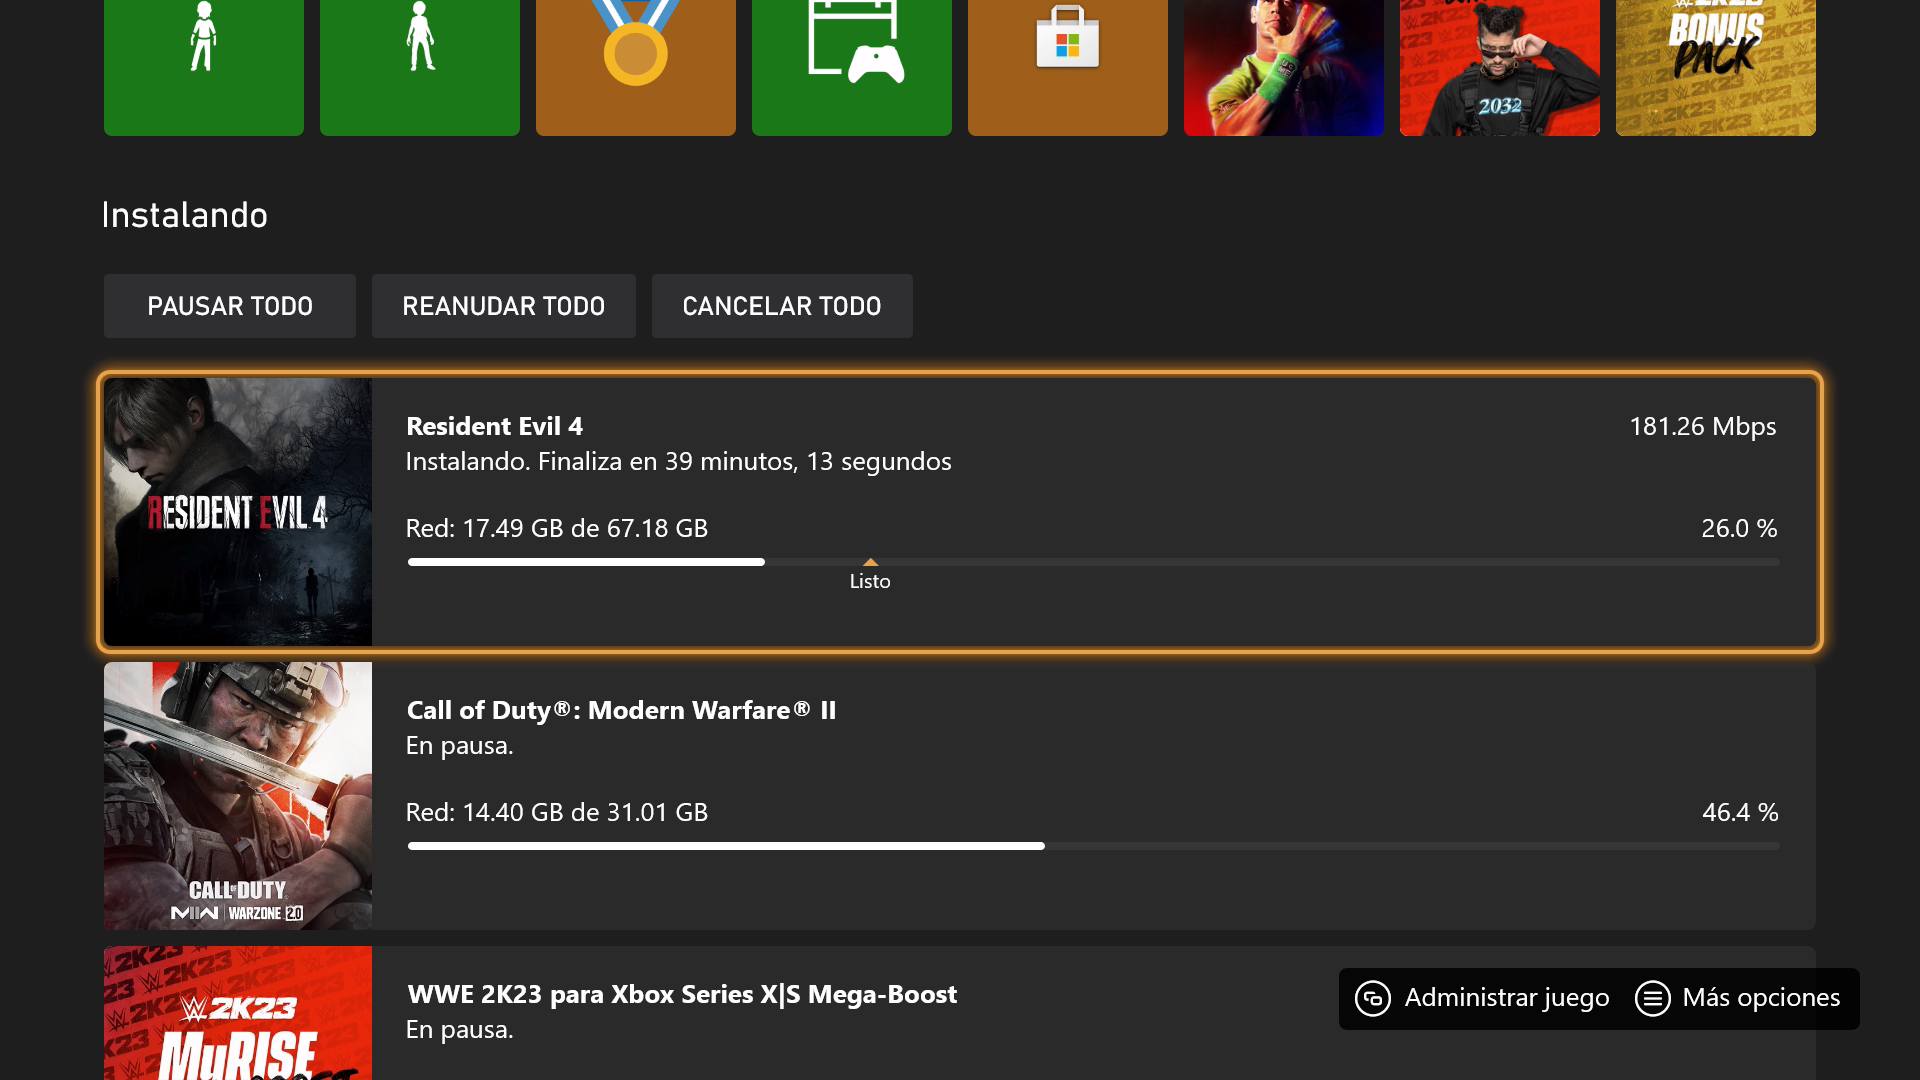 2K23
BONUS
PACK
2032
2K23
2K23
Instalando
PAUSAR TODO
REANUDAR TODO
CANCELAR TODO
Resident Evil 4
181.26 Mbps
Instalando. Finaliza en 39 minutos, 13 segundos
RESIDENT EVIL 4
Red: 17.49 GB de 67.18 GB
26.0 %
Listo
Call of Duty®: Modern Warfare® II
En pausa.
Red: 14.40 GB de 31.01 GB
46.4 %
CALL OF DUTY
MWII | WARZONE 2.0
WWE 2K23 para Xbox Series X|S Mega-Boost
En pausa.
2K23
MyRISE
Administrar juego
Más opciones